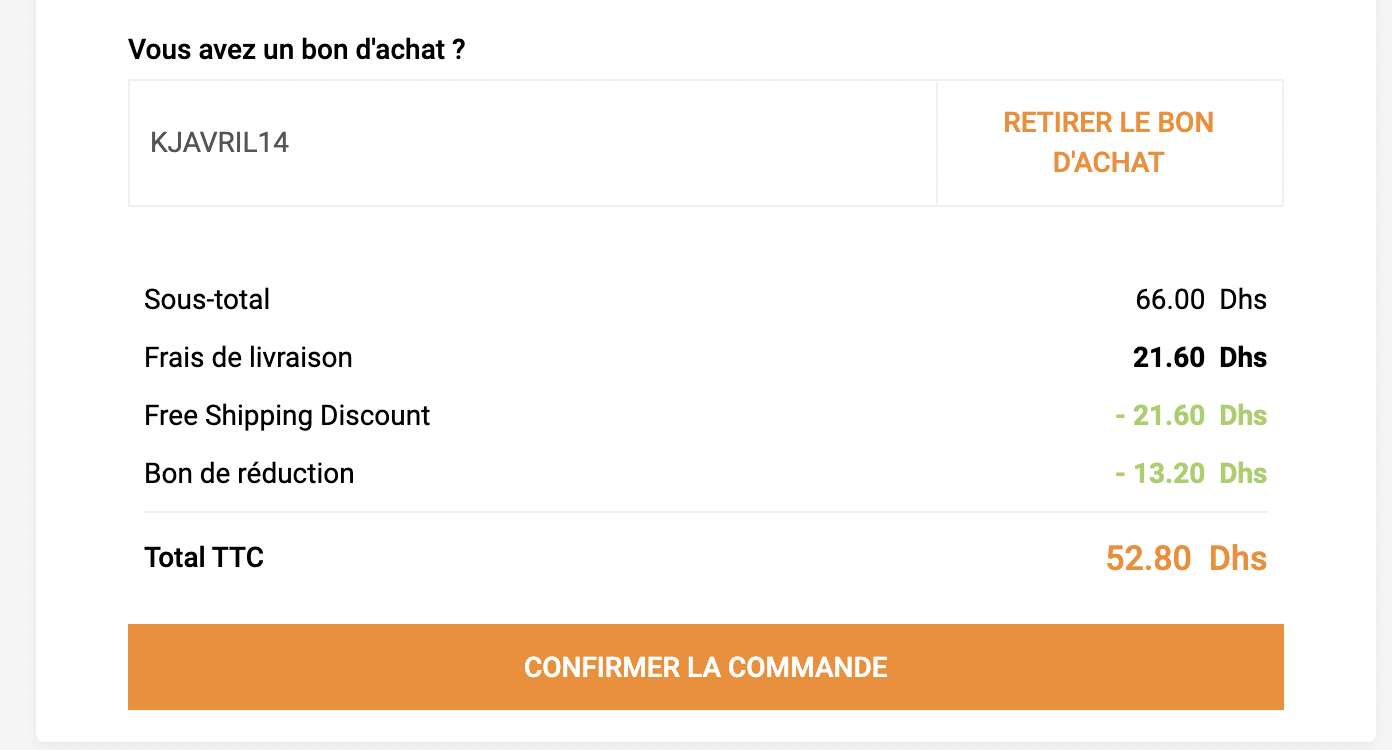 Vous avez un bon d'achat ?
KJAVRIL14
RETIRER LE BON
D'ACHAT
Sous-total 66.00 Dhs
Frais de livraison 21.60 Dhs
Free Shipping Discount - 21.60 Dhs
Bon de réduction - 13.20 Dhs
Total TTC 52.80 Dhs
CONFIRMER LA COMMANDE